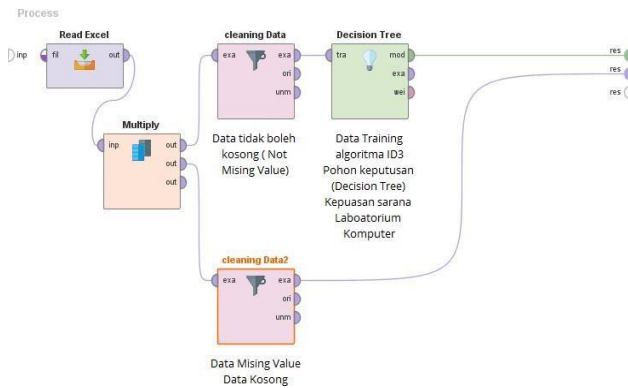 Process
Read Excel
inp
fil
out
res
res
res
Multiply
inp
out
out
out
cleaning Data
exa
exa
ori
unm
Data tidak boleh
kosong ( Not
Mising Value)
Decision Tree
tra
mod
exa
wei
Data Training
algoritma ID3
Pohon keputusan
(Decision Tree)
Kepuasan sarana
Laboatorium
Komputer
cleaning Data2
exa
exa
ori
unm
Data Mising Value
Data Kosong